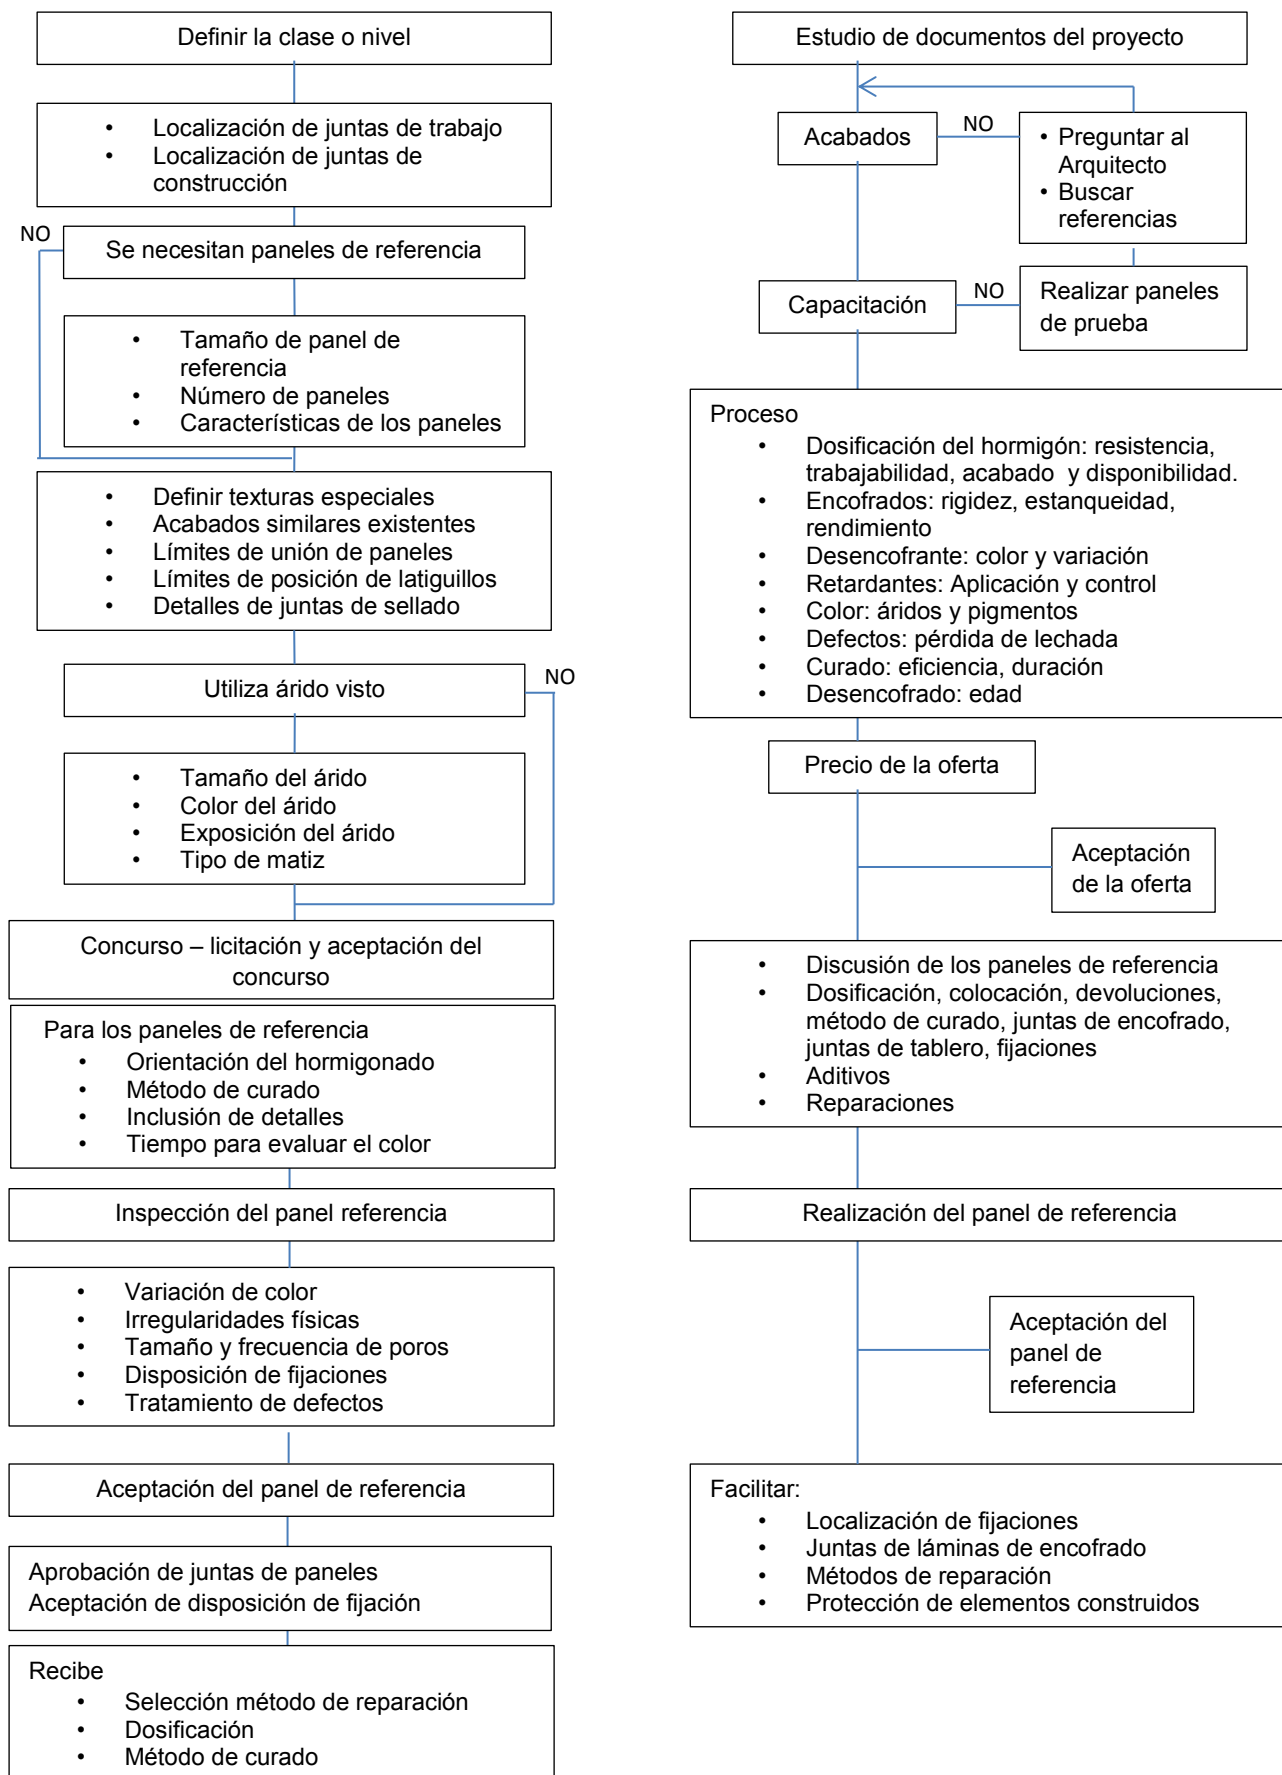 Definir la clase o nivel
• Localización de juntas de trabajo
• Localización de juntas de
construcción
NO
Se necesitan paneles de referencia
• Tamaño de panel de
referencia
• Número de paneles
• Características de los paneles
• Definir texturas especiales
• Acabados similares existentes
• Límites de unión de paneles
• Límites de posición de latiguillos
• Detalles de juntas de sellado
Utiliza árido visto
NO
• Tamaño del árido
• Color del árido
• Exposición del árido
• Tipo de matiz
Concurso – licitación y aceptación del
concurso
Para los paneles de referencia
• Orientación del hormigonado
• Método de curado
• Inclusión de detalles
• Tiempo para evaluar el color
Inspección del panel referencia
• Variación de color
• Irregularidades físicas
• Tamaño y frecuencia de poros
• Disposición de fijaciones
• Tratamiento de defectos
Aceptación del panel de referencia
Aprobación de juntas de paneles
Aceptación de disposición de fijación
Recibe
• Selección método de reparación
• Dosificación
• Método de curado
Estudio de documentos del proyecto
Acabados
NO
• Preguntar al
Arquitecto
• Buscar
referencias
Capacitación
NO
Realizar paneles
de prueba
Proceso
• Dosificación del hormigón: resistencia,
trabajabilidad, acabado y disponibilidad.
• Encofrados: rigidez, estanqueidad,
rendimiento
• Desencofrante: color y variación
• Retardantes: Aplicación y control
• Color: áridos y pigmentos
• Defectos: pérdida de lechada
• Curado: eficiencia, duración
• Desencofrado: edad
Precio de la oferta
Aceptación
de la oferta
• Discusión de los paneles de referencia
• Dosificación, colocación, devoluciones,
método de curado, juntas de encofrado,
juntas de tablero, fijaciones
• Aditivos
• Reparaciones
Realización del panel de referencia
Aceptación del
panel de
referencia
Facilitar:
• Localización de fijaciones
• Juntas de láminas de encofrado
• Métodos de reparación
• Protección de elementos construidos